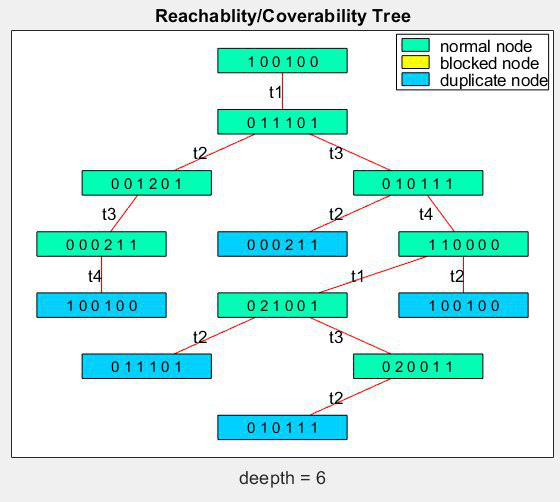 Reachablity/Coverability Tree
normal node
blocked node
duplicate node
1 0 0 1 0 0
t1
0 1 1 1 0 1
t2
t3
0 0 1 2 0 1
0 1 0 1 1 1
t3
t2
t4
0 0 0 2 1 1
0 0 0 2 1 1
1 1 0 0 0 0
t4
t1
t2
1 0 0 1 0 0
0 2 1 0 0 1
1 0 0 1 0 0
t2
t3
0 1 1 1 0 1
0 2 0 0 1 1
t2
0 1 0 1 1 1
deepth = 6